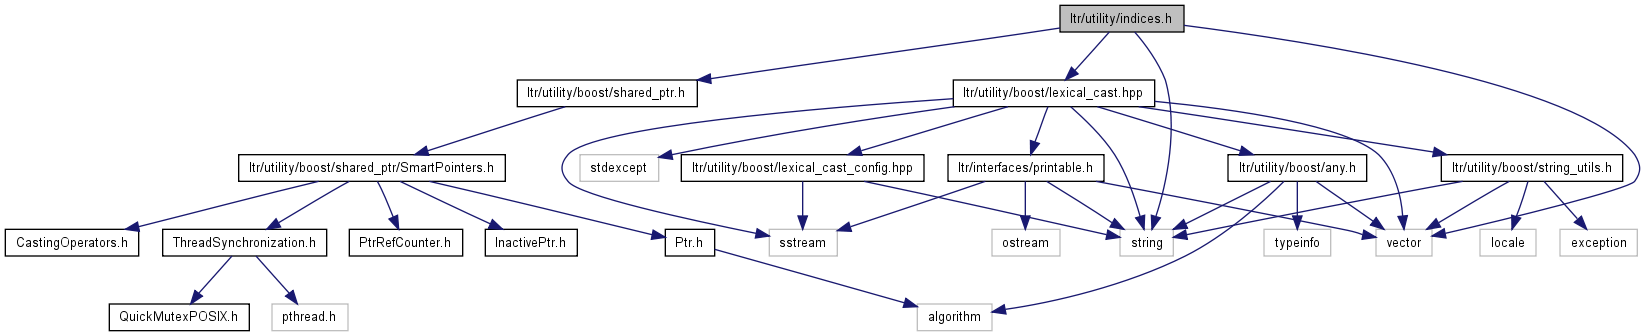 ltr/utility/indices.h
ltr/utility/boost/shared_ptr.h
ltr/utility/boost/lexical_cast.hpp
ltr/utility/boost/shared_ptr/SmartPointers.h
stdexcept
ltr/utility/boost/lexical_cast_config.hpp
ltr/interfaces/printable.h
ltr/utility/boost/any.h
ltr/utility/boost/string_utils.h
CastingOperators.h
ThreadSynchronization.h
PtrRefCounter.h
InactivePtr.h
Ptr.h
sstream
ostream
string
typeinfo
vector
locale
exception
QuickMutexPOSIX.h
pthread.h
algorithm